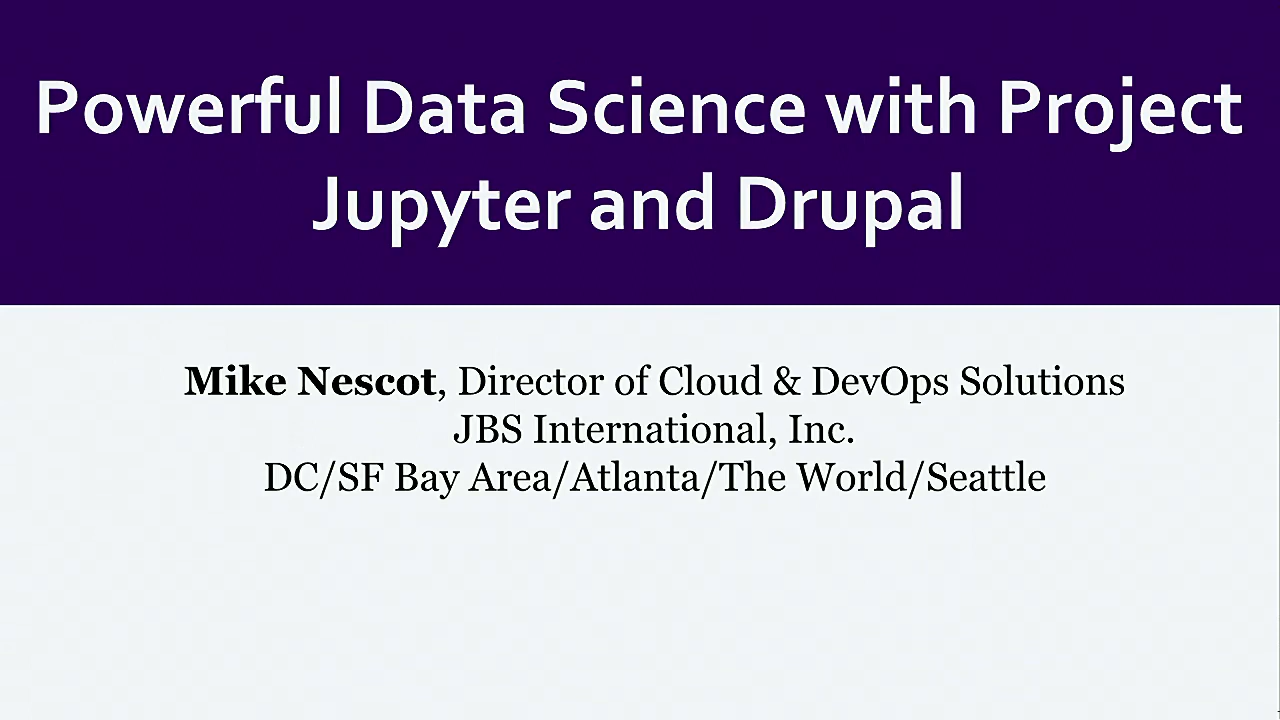 Powerful Data Science with Project
Jupyter and Drupal
Mike Nescot, Director of Cloud & DevOps Solutions
JBS International, Inc.
DC/SF Bay Area/Atlanta/The World/Seattle